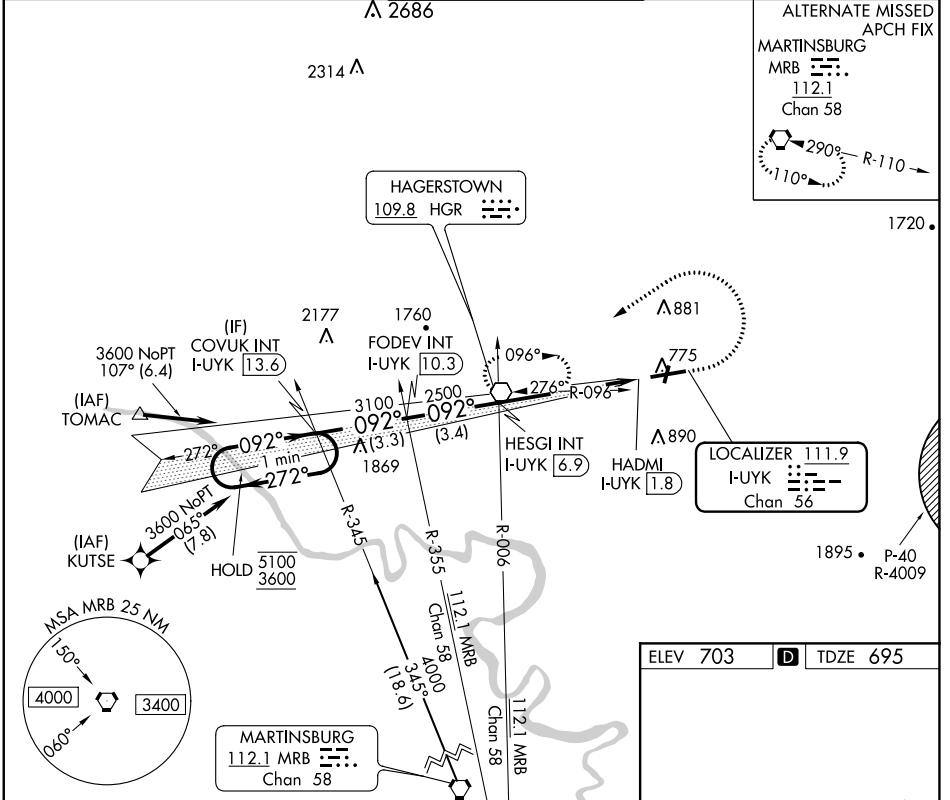 2686
2314
ALTERNATE MISSED
APCH FIX
MARTINSBURG
MRB
112.1
Chan 58
290°
R-110
110°
1720
HAGERSTOWN
109.8 HGR
2177
1760
881
(IF)
COVUK INT
I-UYK 13.6
FODEV INT
I-UYK 10.3
3600 NoPT
107° (6.4)
(IAF)
TOMAC
096°
276°
R-096
775
3100
2500
092°
092°
092°
(3.3)
(3.4)
272°
1 min
272°
1869
HESGI INT
I-UYK 6.9
890
HADMI
I-UYK 1.8
LOCALIZER 111.9
I-UYK
Chan 56
3600 NoPT
065°
(7.8)
(IAF)
KUTSE
HOLD 5100
3600
R-345
R-355
R-006
1895
P-40
R-4009
112.1 MRB
Chan 58
4000
345°
(18.6)
112.1 MRB
Chan 58
MSA MRB 25 NM
150°
4000
3400
060°
MARTINSBURG
112.1 MRB
Chan 58
ELEV 703 D TDZE 695